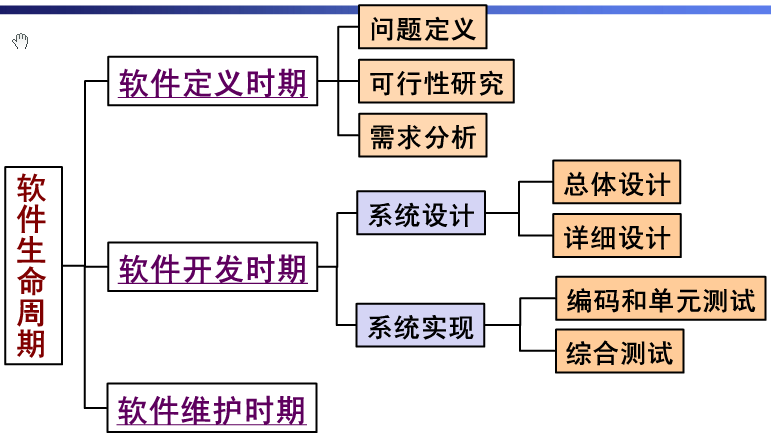 软件生命周期
软件定义时期
问题定义
可行性研究
需求分析
软件开发时期
系统设计
总体设计
详细设计
系统实现
编码和单元测试
综合测试
软件维护时期